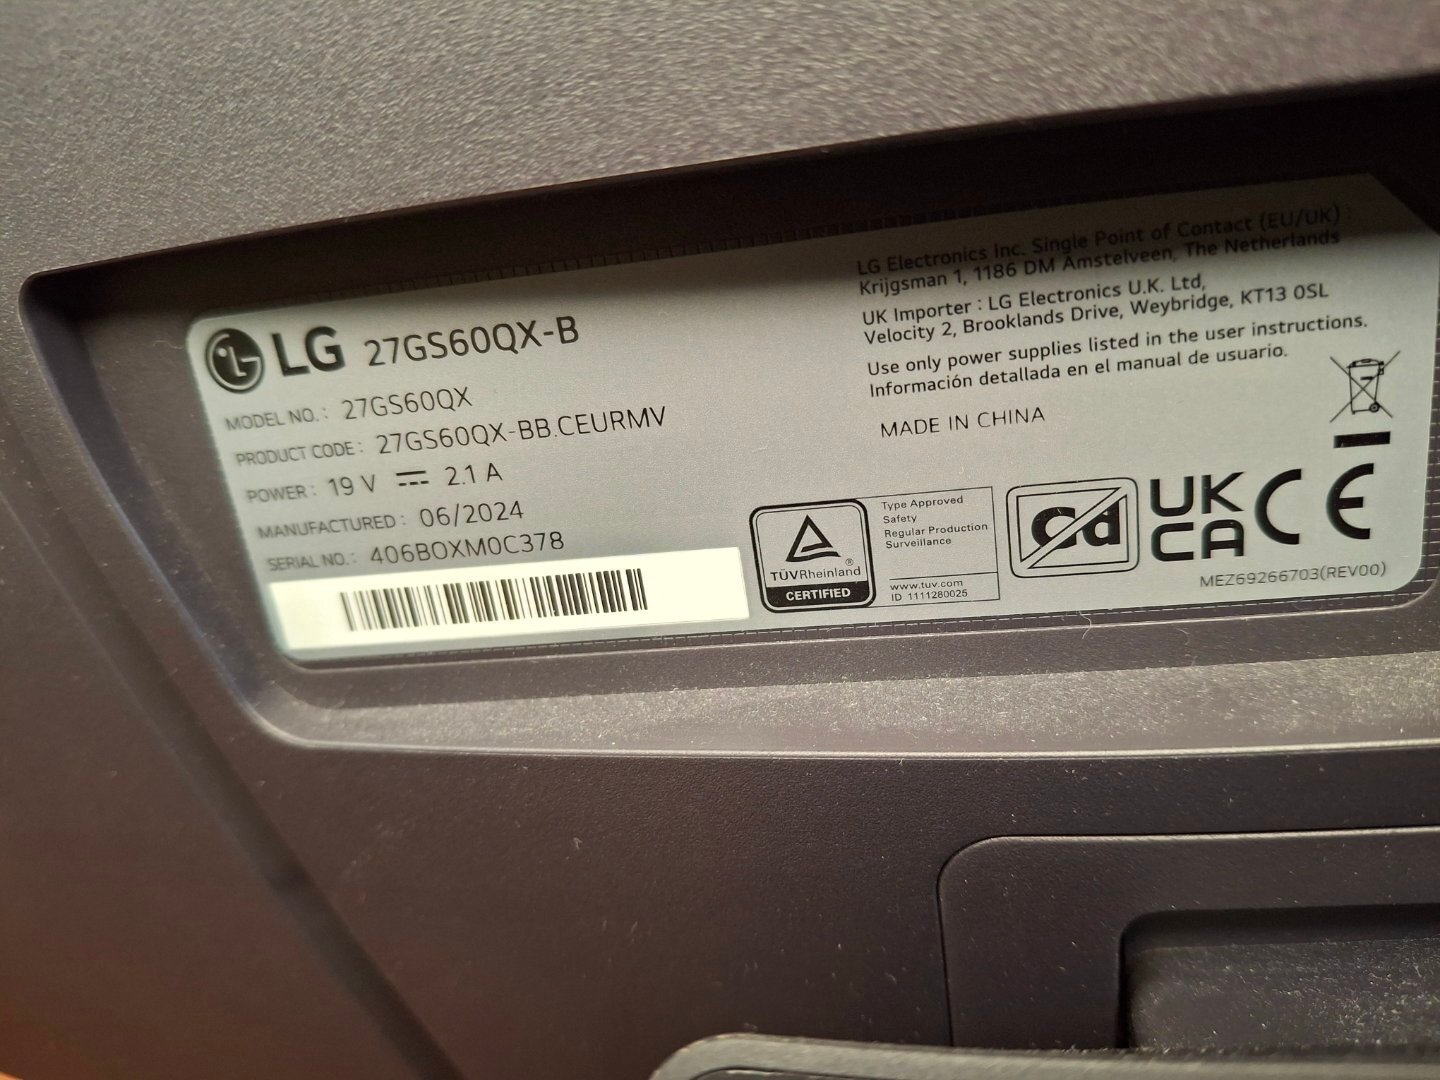 LG 27GS60QX-B
MODEL NO.: 27GS60QX
PRODUCT CODE: 27GS60QX-BB.CEURMV
POWER: 19 V ⎓ 2.1 A
MANUFACTURED: 06/2024
SERIAL NO.: 406BOXM0C378
LG Electronics Inc. Single Point of Contact (EU/UK) :
Krijgsman 1, 1186 DM Amstelveen, The Netherlands
UK Importer : LG Electronics U.K. Ltd,
Velocity 2, Brooklands Drive, Weybridge, KT13 0SL
Use only power supplies listed in the user instructions.
Información detallada en el manual de usuario.
MADE IN CHINA
TÜVRheinland®
CERTIFIED
Type Approved
Safety
Regular Production
Surveillance
www.tuv.com
ID 1111280025
Cd
UK
CA
CE
MEZ69266703(REV00)